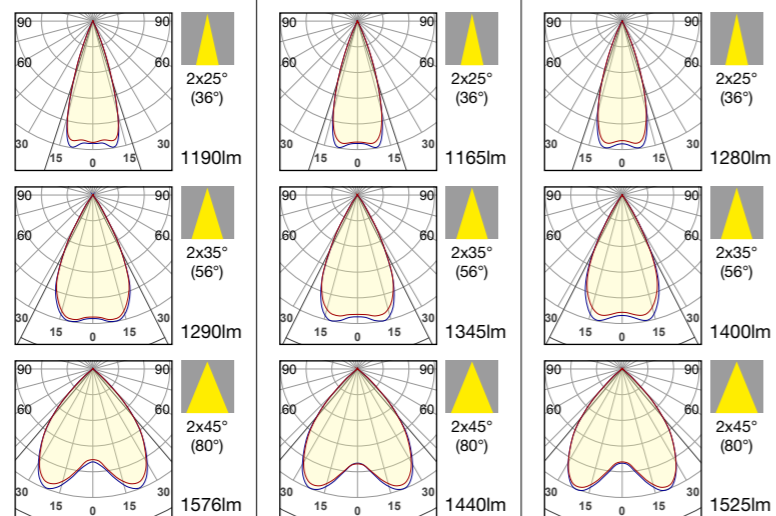 90 90
60 60
2x25°
(36°)
30 15 0 15 30
1190lm
90 90
60 60
2x25°
(36°)
30 15 0 15 30
1165lm
90 90
60 60
2x25°
(36°)
30 15 0 15 30
1280lm
90 90
60 60
2x35°
(56°)
30 15 0 15 30
1290lm
90 90
60 60
2x35°
(56°)
30 15 0 15 30
1345lm
90 90
60 60
2x35°
(56°)
30 15 0 15 30
1400lm
90 90
60 60
2x45°
(80°)
30 15 0 15 30
1576lm
90 90
60 60
2x45°
(80°)
30 15 0 15 30
1440lm
90 90
60 60
2x45°
(80°)
30 15 0 15 30
1525lm